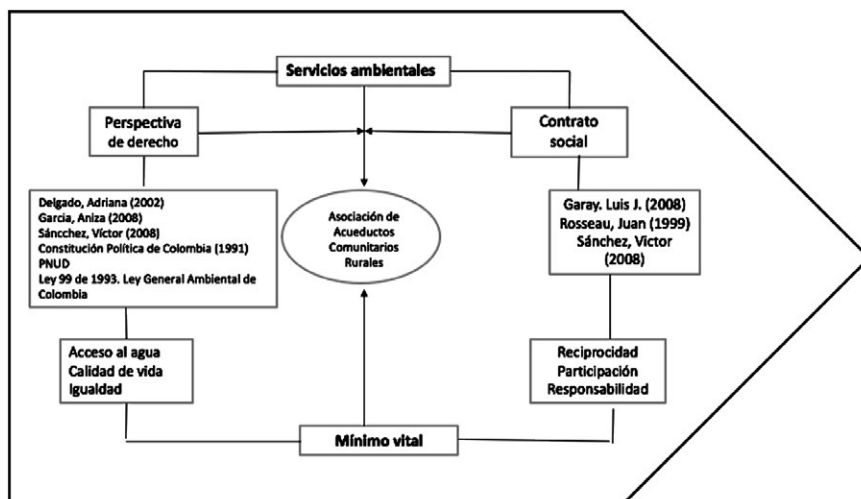 Servicios ambientales
Perspectiva
de derecho
Contrato
social
Delgado, Adriana (2002)
Garcia, Aniza (2008)
Sáncchez, Víctor (2008)
Constitución Política de Colombia (1991)
PNUD
Ley 99 de 1993. Ley General Ambiental de
Colombia
Asociación de
Acueductos
Comunitarios
Rurales
Garay. Luis J. (2008)
Rosseau, Juan (1999)
Sánchez, Victor
(2008)
Acceso al agua
Calidad de vida
Igualdad
Reciprocidad
Participación
Responsabilidad
Mínimo vital